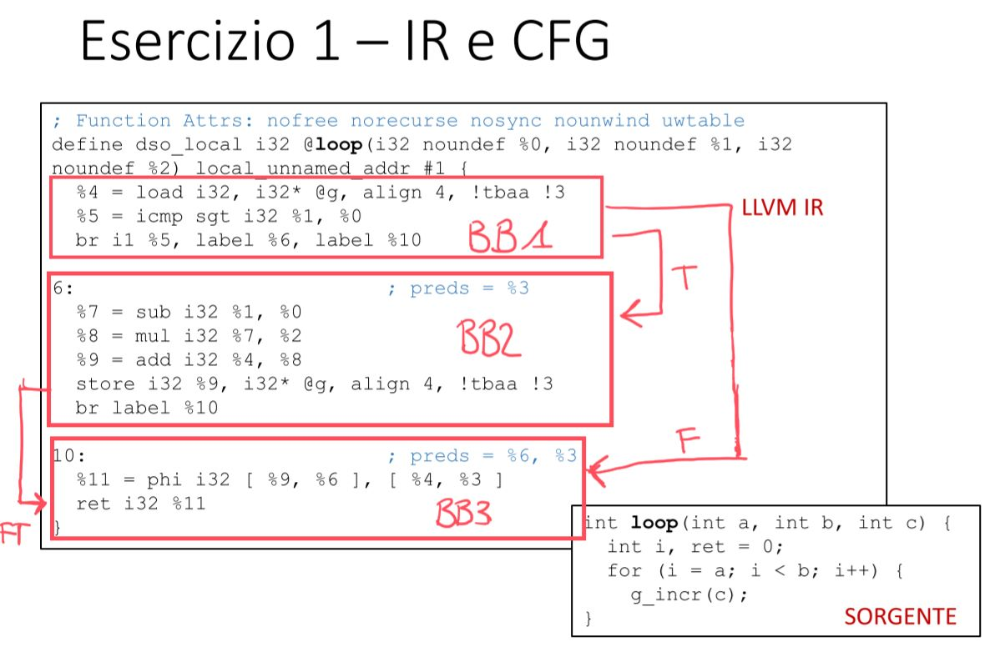 Esercizio 1 – IR e CFG
; Function Attrs: nofree norecurse nosync nounwind uwtable
define dso_local i32 @loop(i32 noundef %0, i32 noundef %1, i32
noundef %2) local_unnamed_addr #1 {
%4 = load i32, i32* @g, align 4, !tbaa !3
%5 = icmp sgt i32 %1, %0
br i1 %5, label %6, label %10
BB1
LLVM IR
T
6: ; preds = %3
%7 = sub i32 %1, %0
%8 = mul i32 %7, %2
%9 = add i32 %4, %8
store i32 %9, i32* @g, align 4, !tbaa !3
br label %10
BB2
F
10: ; preds = %6, %3
%11 = phi i32 [ %9, %6 ], [ %4, %3 ]
ret i32 %11
}
BB3
FT
int loop(int a, int b, int c) {
int i, ret = 0;
for (i = a; i < b; i++) {
g_incr(c);
}
SORGENTE